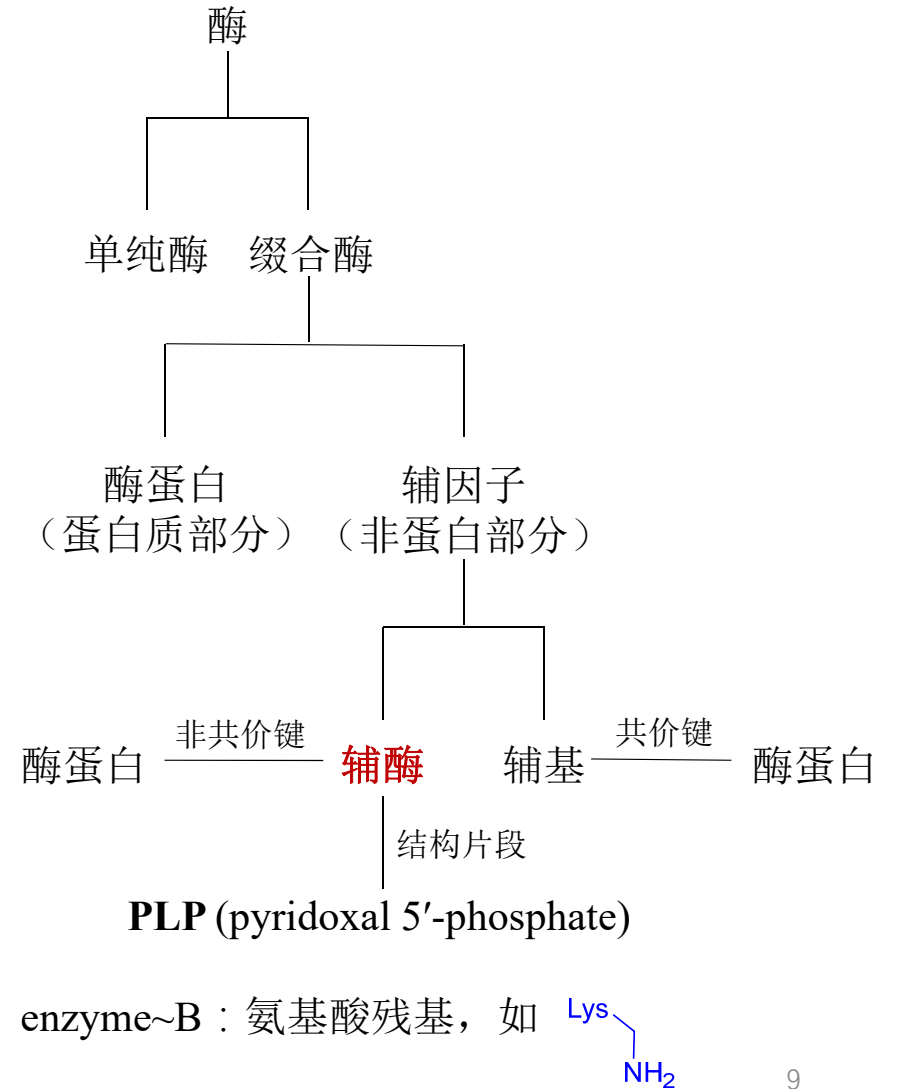 酶
单纯酶 缀合酶
酶蛋白 辅因子
（蛋白质部分） （非蛋白部分）
酶蛋白 非共价键 辅酶 辅基 共价键 酶蛋白
结构片段
PLP (pyridoxal 5′-phosphate)
enzyme~B：氨基酸残基，如 Lys
NH2
9